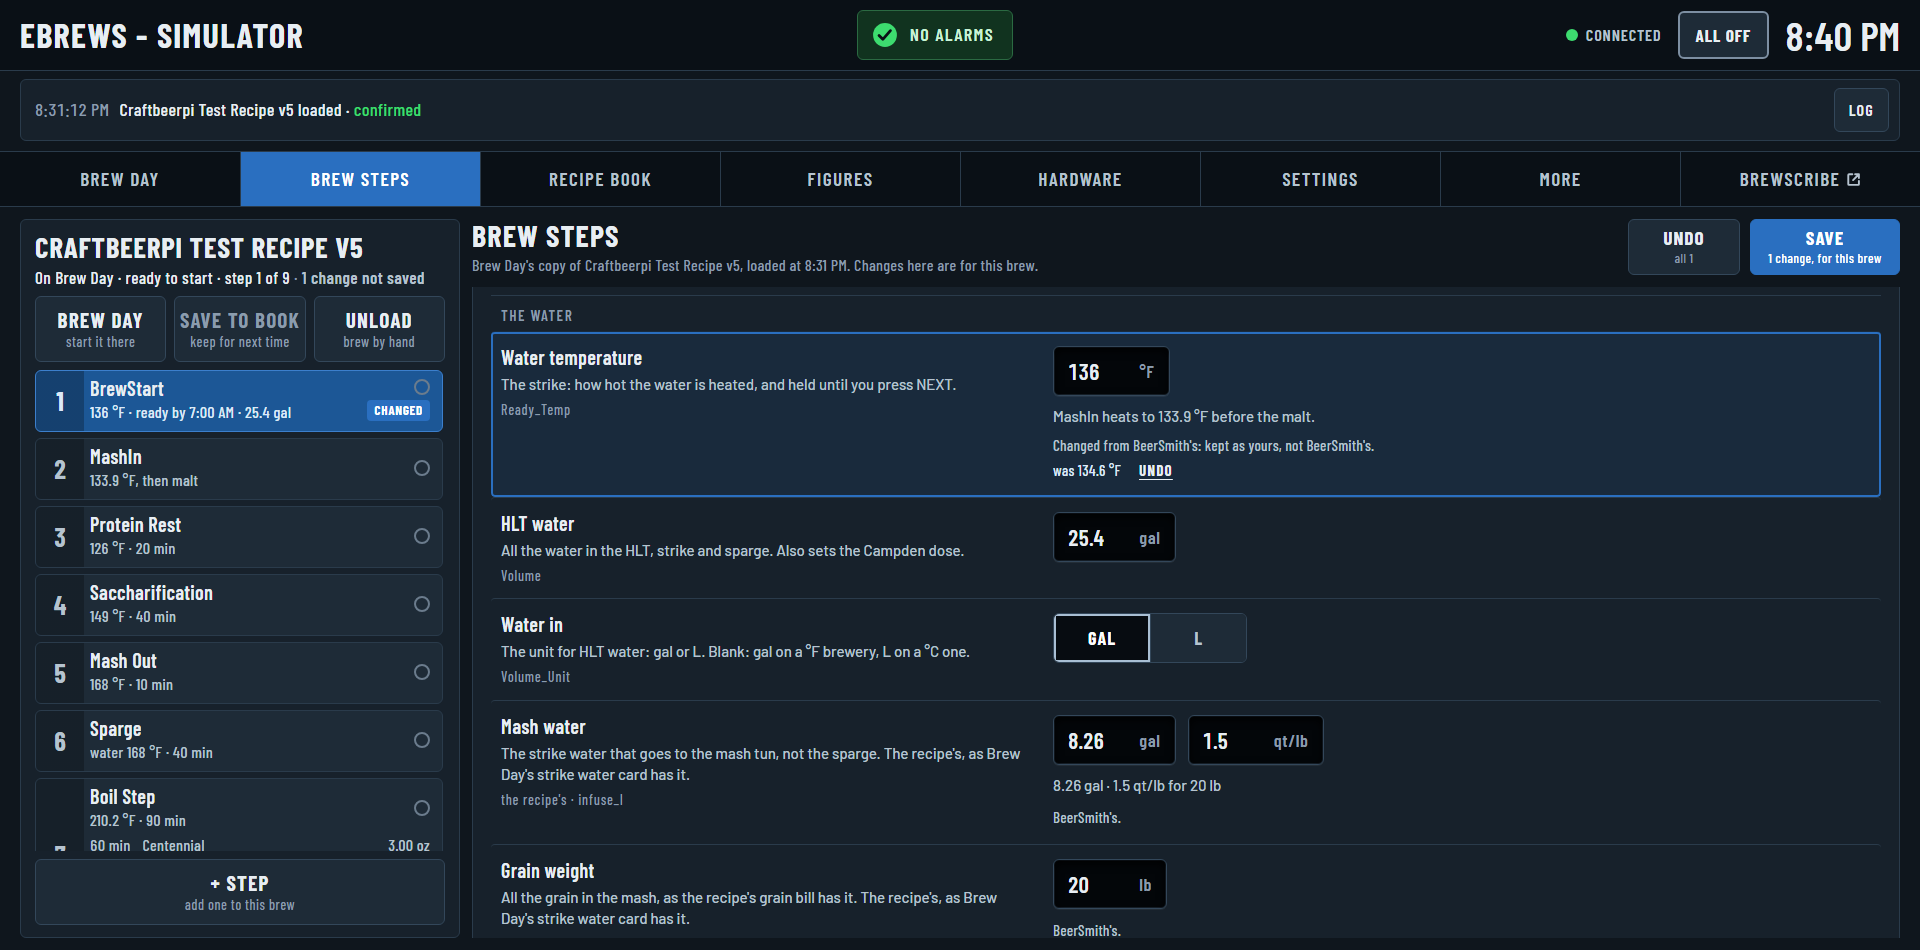 EBREWS - SIMULATOR
NO ALARMS
CONNECTED
ALL OFF
8:40 PM
8:31:12 PM Craftbeerpi Test Recipe v5 loaded · confirmed
LOG
BREW DAY
BREW STEPS
RECIPE BOOK
FIGURES
HARDWARE
SETTINGS
MORE
BREWSCRIBE
CRAFTBEERPI TEST RECIPE V5
On Brew Day · ready to start · step 1 of 9 · 1 change not saved
BREW DAY
start it there
SAVE TO BOOK
keep for next time
UNLOAD
brew by hand
1
BrewStart
136 °F · ready by 7:00 AM · 25.4 gal
CHANGED
2
MashIn
133.9 °F, then malt
3
Protein Rest
126 °F · 20 min
4
Saccharification
149 °F · 40 min
5
Mash Out
168 °F · 10 min
6
Sparge
water 168 °F · 40 min
Boil Step
210.2 °F · 90 min
60 min Centennial 3.00 oz
+ STEP
add one to this brew
BREW STEPS
Brew Day's copy of Craftbeerpi Test Recipe v5, loaded at 8:31 PM. Changes here are for this brew.
UNDO
all 1
SAVE
1 change, for this brew
THE WATER
Water temperature
The strike: how hot the water is heated, and held until you press NEXT.
Ready_Temp
136 °F
MashIn heats to 133.9 °F before the malt.
Changed from BeerSmith's: kept as yours, not BeerSmith's.
was 134.6 °F UNDO
HLT water
All the water in the HLT, strike and sparge. Also sets the Campden dose.
Volume
25.4 gal
Water in
The unit for HLT water: gal or L. Blank: gal on a °F brewery, L on a °C one.
Volume_Unit
GAL L
Mash water
The strike water that goes to the mash tun, not the sparge. The recipe's, as Brew
Day's strike water card has it.
the recipe's · infuse_l
8.26 gal 1.5 qt/lb
8.26 gal · 1.5 qt/lb for 20 lb
BeerSmith's.
Grain weight
All the grain in the mash, as the recipe's grain bill has it. The recipe's, as Brew
Day's strike water card has it.
20 lb
BeerSmith's.